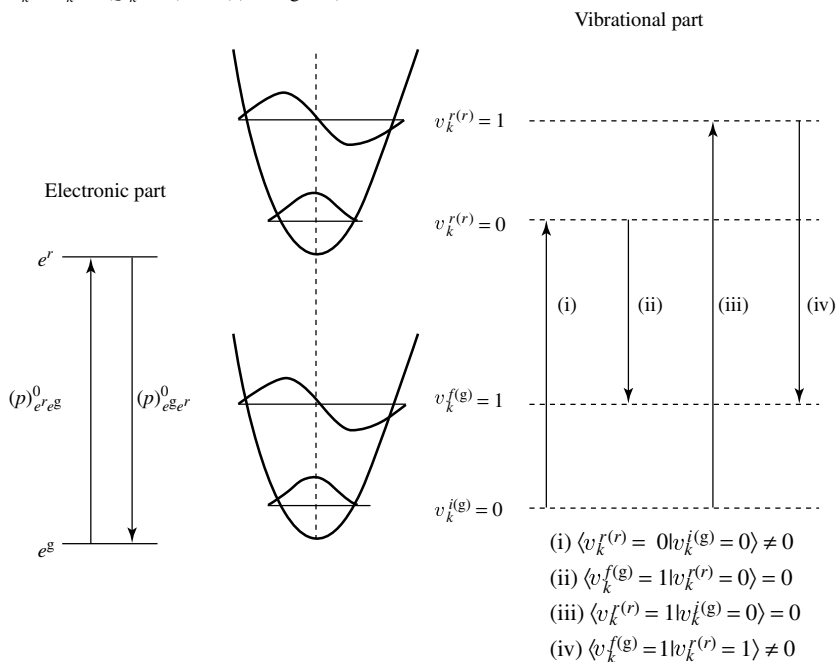 Vibrational part
Electronic part
e^r
(p)^0_{e^r e^g}
(p)^0_{e^g e^r}
e^g
v_k^{r(r)} = 1
v_k^{r(r)} = 0
v_k^{f(g)} = 1
v_k^{i(g)} = 0
(i)
(ii)
(iii)
(iv)
(i) ⟨v_k^{r(r)} = 0|v_k^{i(g)} = 0⟩ ≠ 0
(ii) ⟨v_k^{f(g)} = 1|v_k^{r(r)} = 0⟩ = 0
(iii) ⟨v_k^{r(r)} = 1|v_k^{i(g)} = 0⟩ = 0
(iv) ⟨v_k^{f(g)} = 1|v_k^{r(r)} = 1⟩ ≠ 0